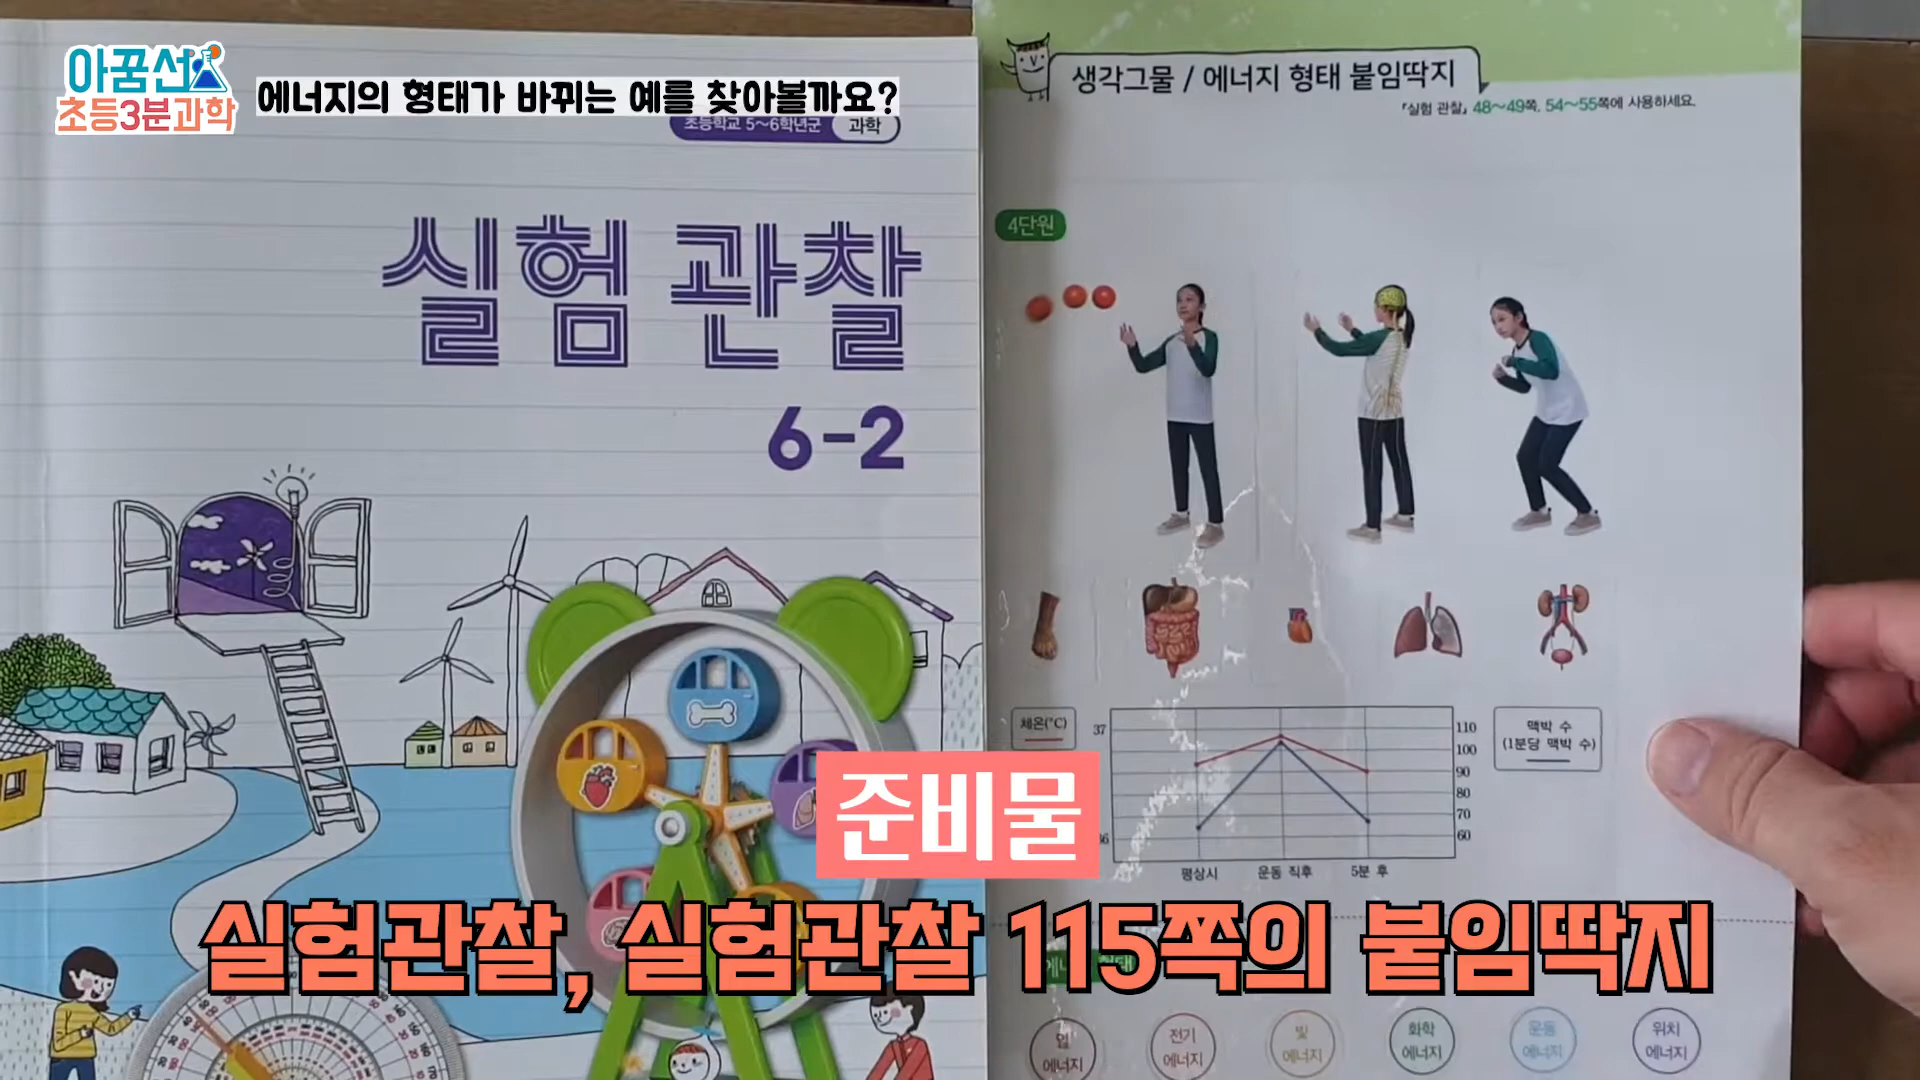 아꿈선
초등3분과학
에너지의 형태가 바뀌는 예를 찾아볼까요?
초등학교 5~6학년군 과학
실험 관찰
6-2
생각그물 / 에너지 형태 붙임딱지
『실험 관찰』 48~49쪽, 54~55쪽에 사용하세요.
4단원
체온(℃)
37
110
100
90
80
70
60
맥박 수
(1분당 맥박 수)
평상시 운동 직후 5분 후
준비물
실험관찰, 실험관찰 115쪽의 붙임딱지
열 에너지
전기 에너지
빛 에너지
화학 에너지
운동 에너지
위치 에너지